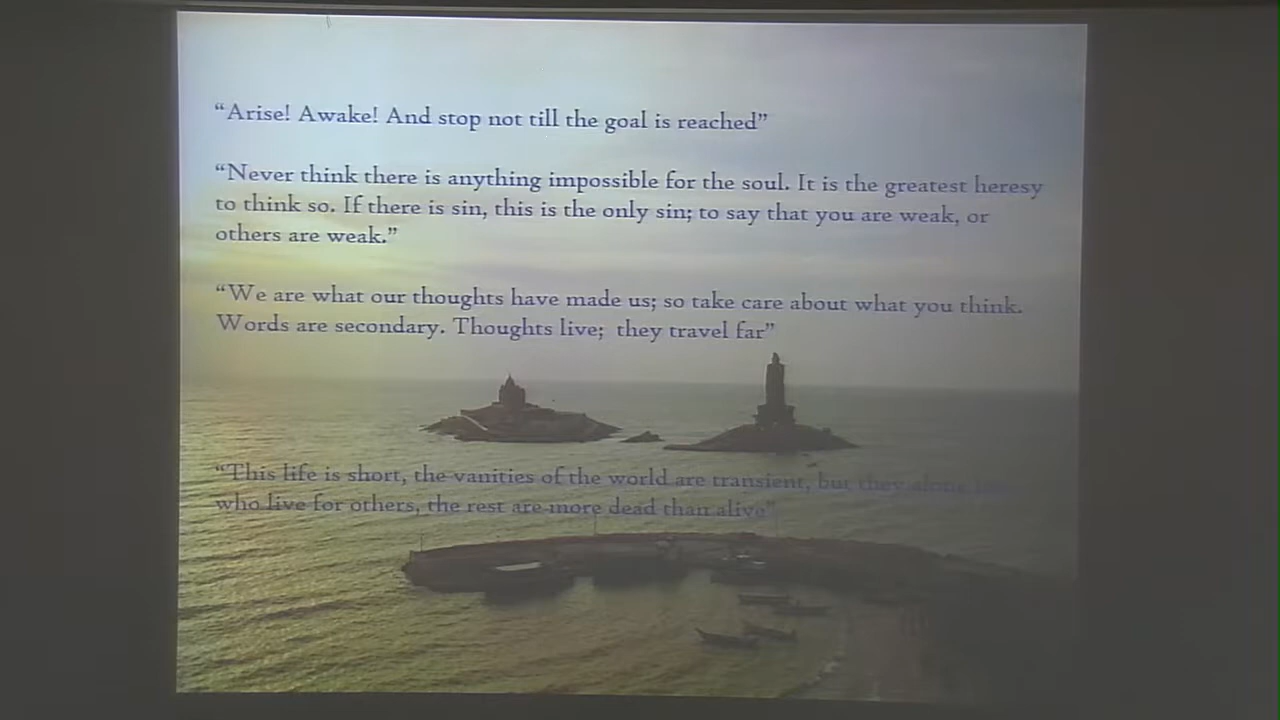 “Arise! Awake! And stop not till the goal is reached”
“Never think there is anything impossible for the soul. It is the greatest heresy
to think so. If there is sin, this is the only sin; to say that you are weak, or
others are weak.”
“We are what our thoughts have made us; so take care about what you think.
Words are secondary. Thoughts live; they travel far”
“This life is short, the vanities of the world are transient, but they alone
who live for others, the rest are more dead than alive”